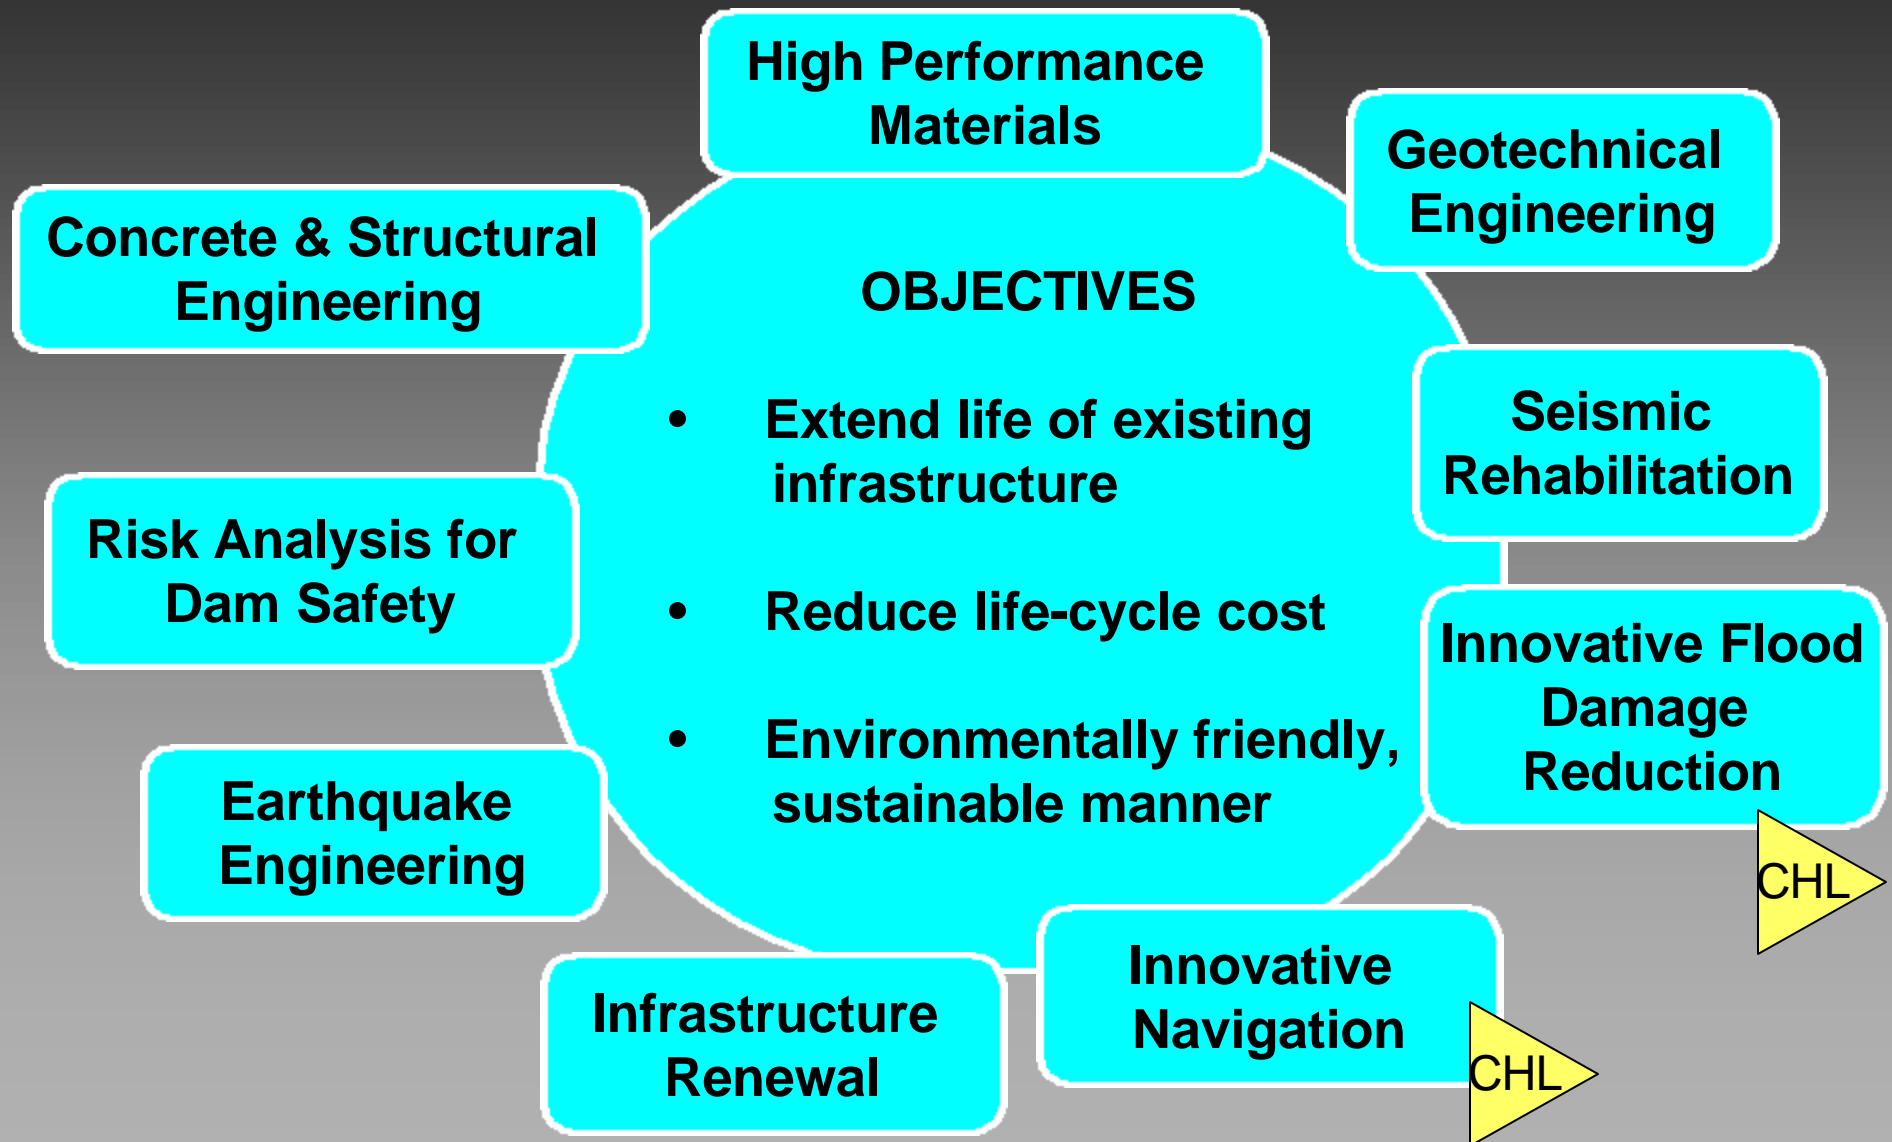 High Performance
Materials
Geotechnical
Engineering
Concrete & Structural
Engineering
OBJECTIVES
• Extend life of existing
infrastructure
• Reduce life-cycle cost
• Environmentally friendly,
sustainable manner
Seismic
Rehabilitation
Risk Analysis for
Dam Safety
Innovative Flood
Damage
Reduction
CHL
Earthquake
Engineering
Innovative
Navigation
CHL
Infrastructure
Renewal